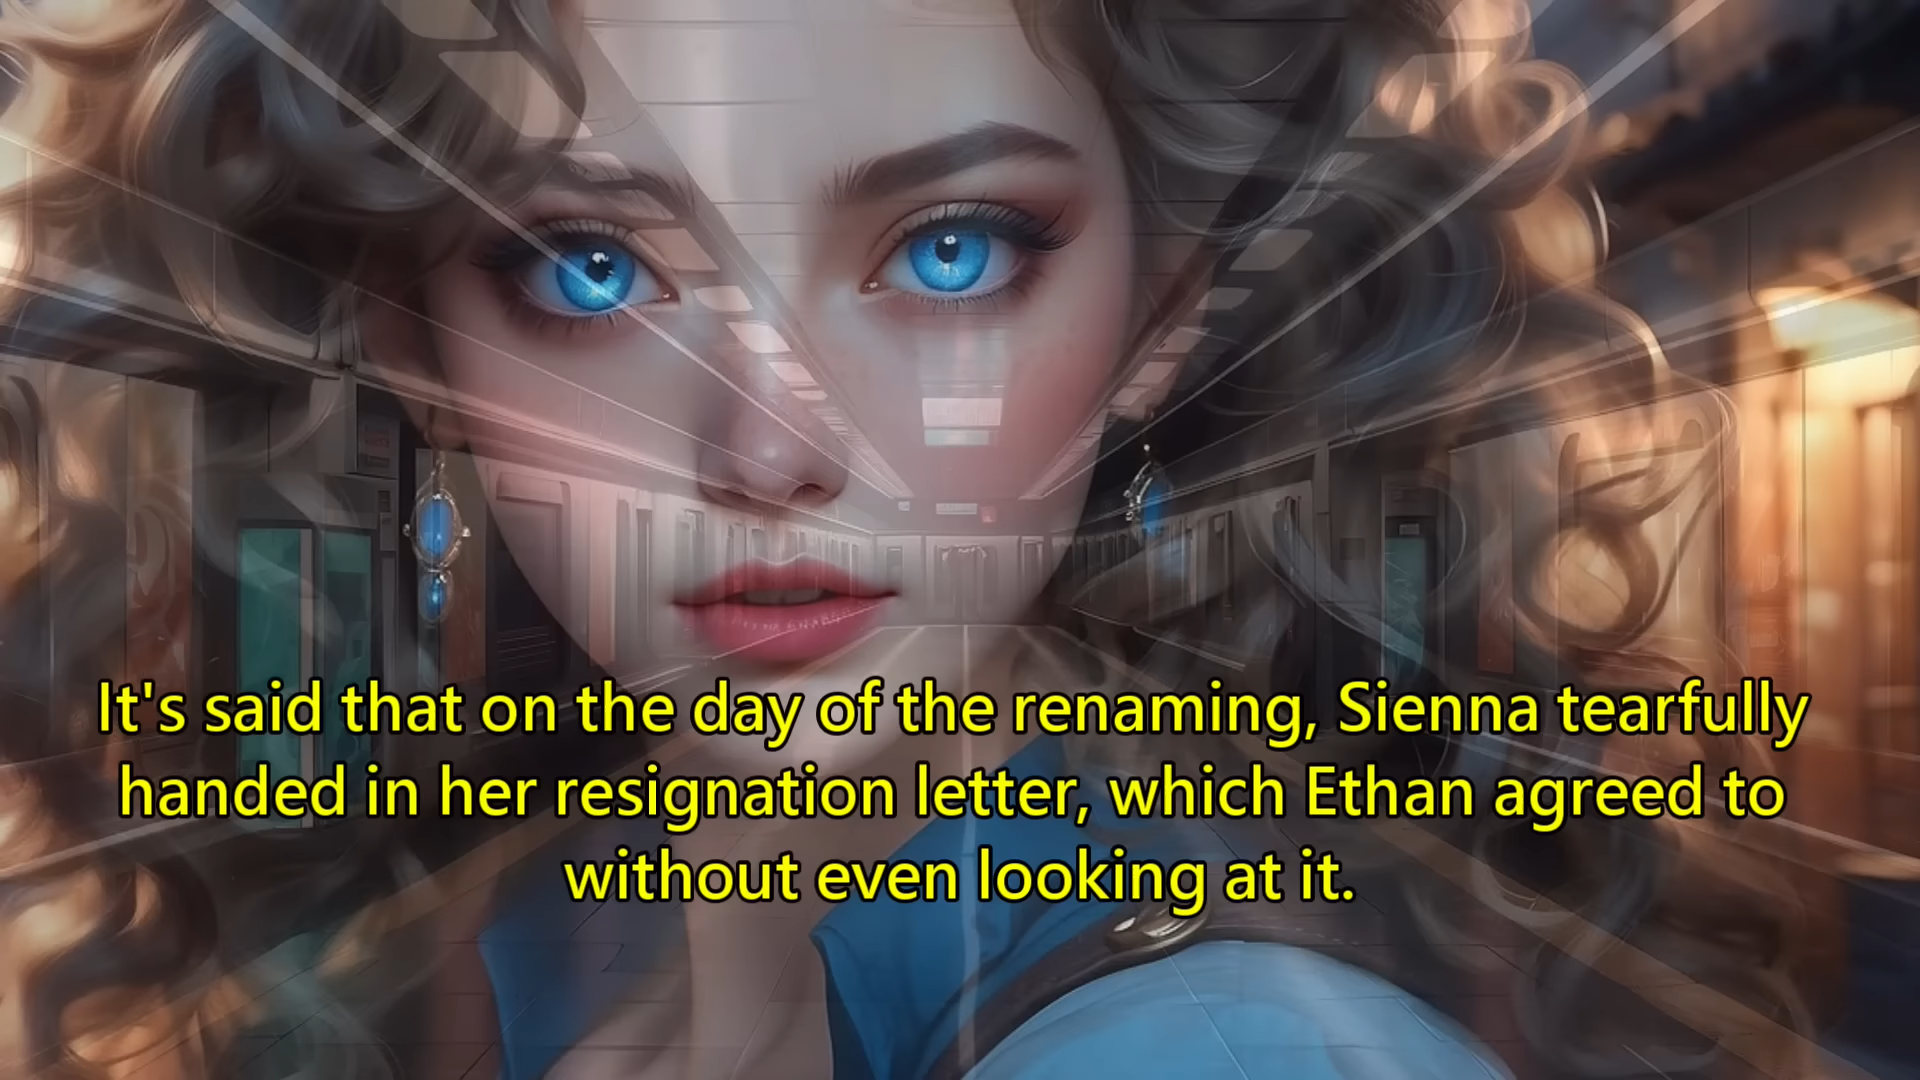 It's said that on the day of the renaming, Sienna tearfully
handed in her resignation letter, which Ethan agreed to
without even looking at it.